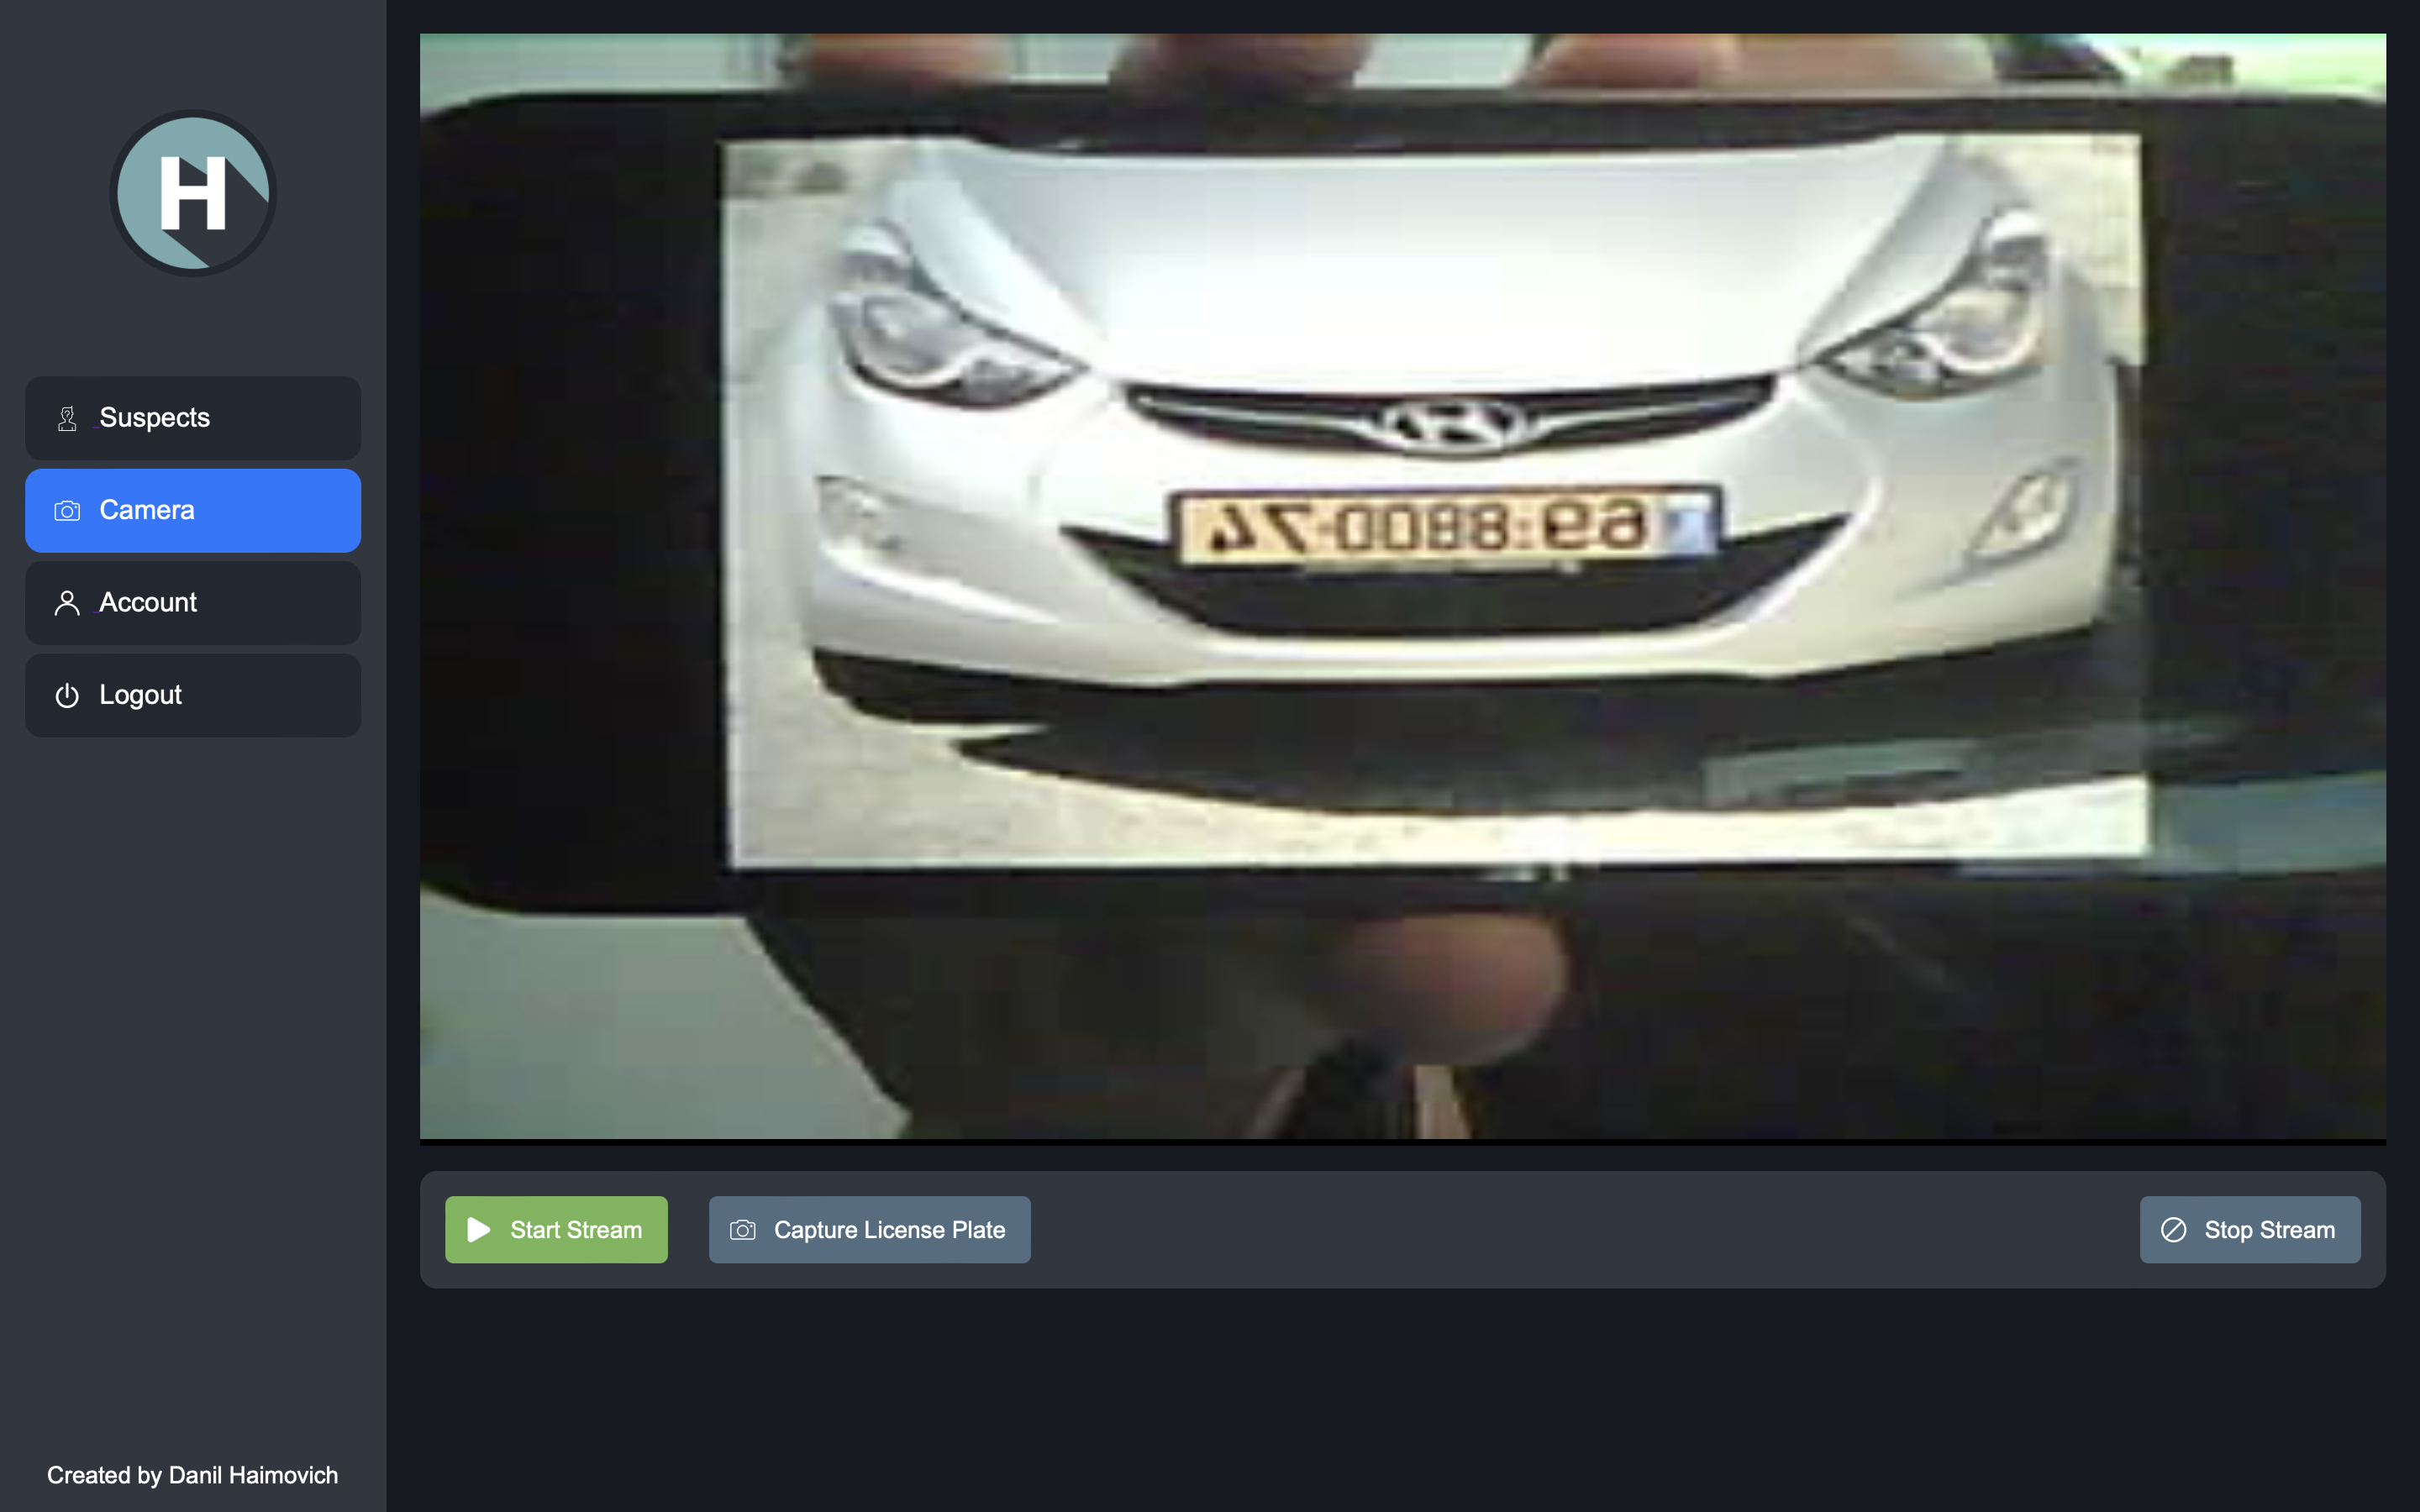 H
Suspects
Camera
Account
Logout
Start Stream
Capture License Plate
Stop Stream
Created by Danil Haimovich